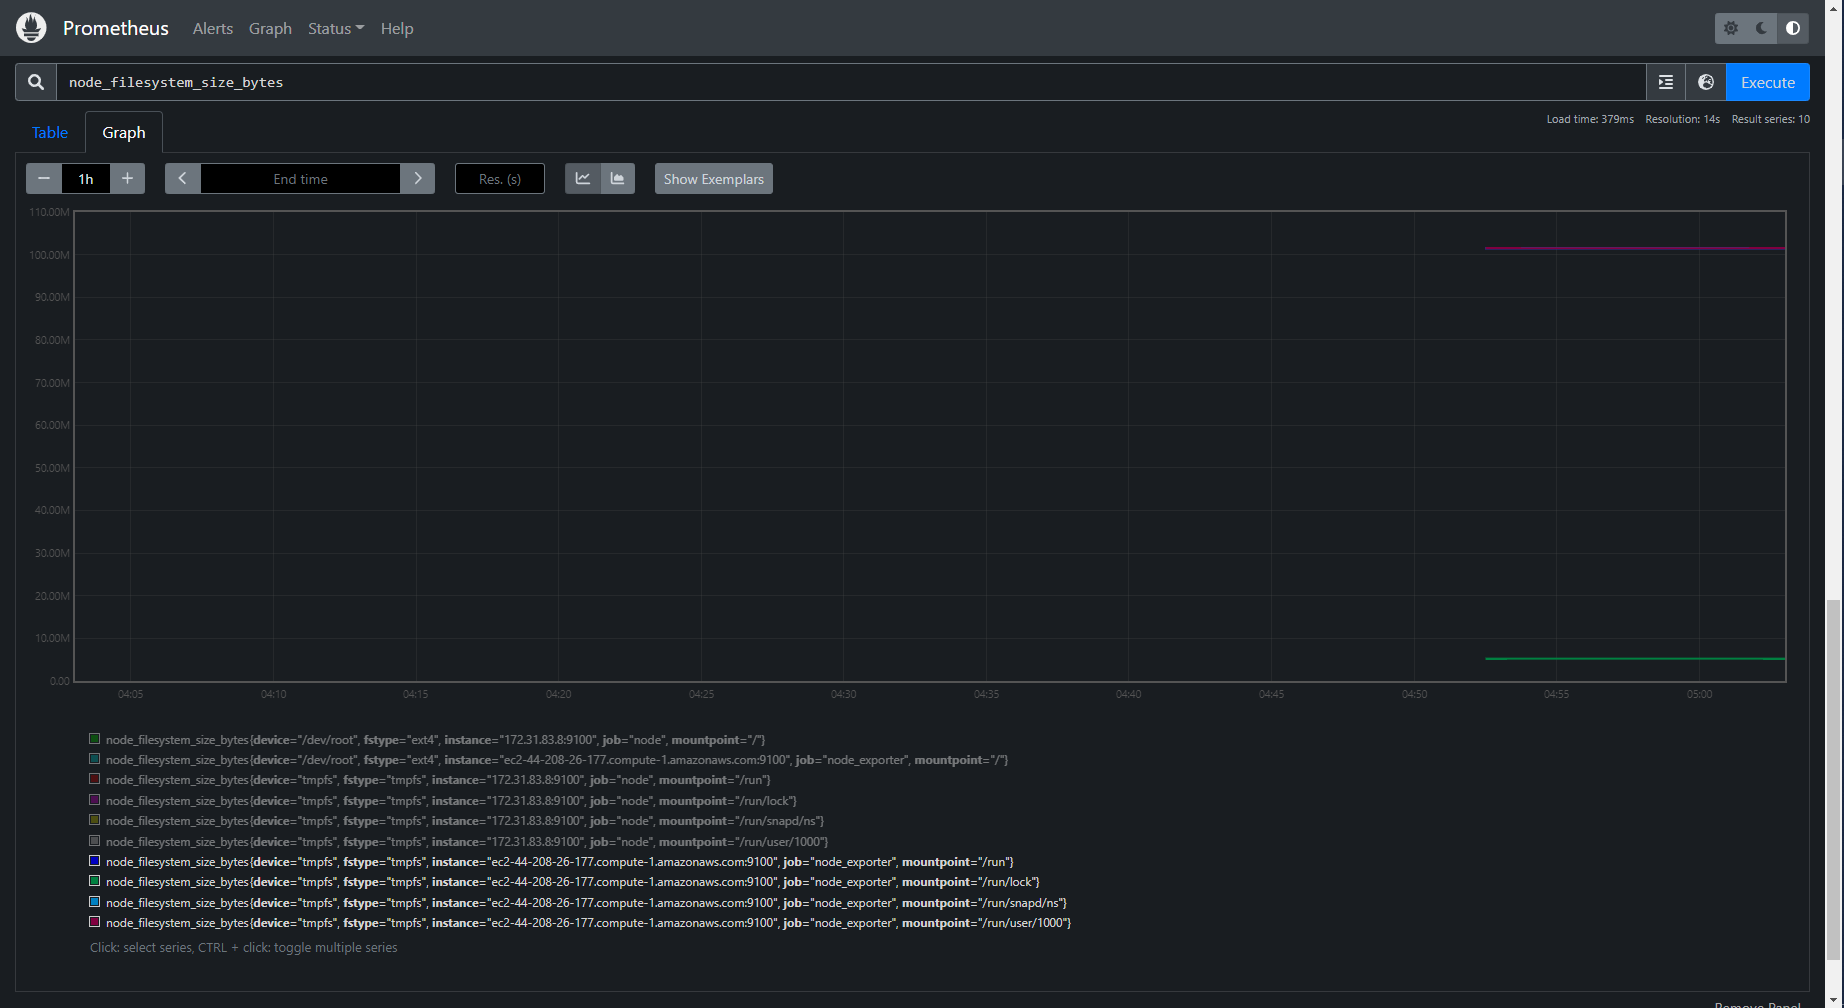 Prometheus Alerts Graph Status Help
node_filesystem_size_bytes Execute
Table Graph Load time: 379ms Resolution: 14s Result series: 10
1h End time Res. (s) Show Exemplars
110.00M
100.00M
90.00M
80.00M
70.00M
60.00M
50.00M
40.00M
30.00M
20.00M
10.00M
0.00
04:05 04:10 04:15 04:20 04:25 04:30 04:35 04:40 04:45 04:50 04:55 05:00
node_filesystem_size_bytes{device="/dev/root", fstype="ext4", instance="172.31.83.8:9100", job="node", mountpoint="/"}
node_filesystem_size_bytes{device="/dev/root", fstype="ext4", instance="ec2-44-208-26-177.compute-1.amazonaws.com:9100", job="node_exporter", mountpoint="/"}
node_filesystem_size_bytes{device="tmpfs", fstype="tmpfs", instance="172.31.83.8:9100", job="node", mountpoint="/run"}
node_filesystem_size_bytes{device="tmpfs", fstype="tmpfs", instance="172.31.83.8:9100", job="node", mountpoint="/run/lock"}
node_filesystem_size_bytes{device="tmpfs", fstype="tmpfs", instance="172.31.83.8:9100", job="node", mountpoint="/run/snapd/ns"}
node_filesystem_size_bytes{device="tmpfs", fstype="tmpfs", instance="172.31.83.8:9100", job="node", mountpoint="/run/user/1000"}
node_filesystem_size_bytes{device="tmpfs", fstype="tmpfs", instance="ec2-44-208-26-177.compute-1.amazonaws.com:9100", job="node_exporter", mountpoint="/run"}
node_filesystem_size_bytes{device="tmpfs", fstype="tmpfs", instance="ec2-44-208-26-177.compute-1.amazonaws.com:9100", job="node_exporter", mountpoint="/run/lock"}
node_filesystem_size_bytes{device="tmpfs", fstype="tmpfs", instance="ec2-44-208-26-177.compute-1.amazonaws.com:9100", job="node_exporter", mountpoint="/run/snapd/ns"}
node_filesystem_size_bytes{device="tmpfs", fstype="tmpfs", instance="ec2-44-208-26-177.compute-1.amazonaws.com:9100", job="node_exporter", mountpoint="/run/user/1000"}
Click: select series, CTRL + click: toggle multiple series
Remove Panel